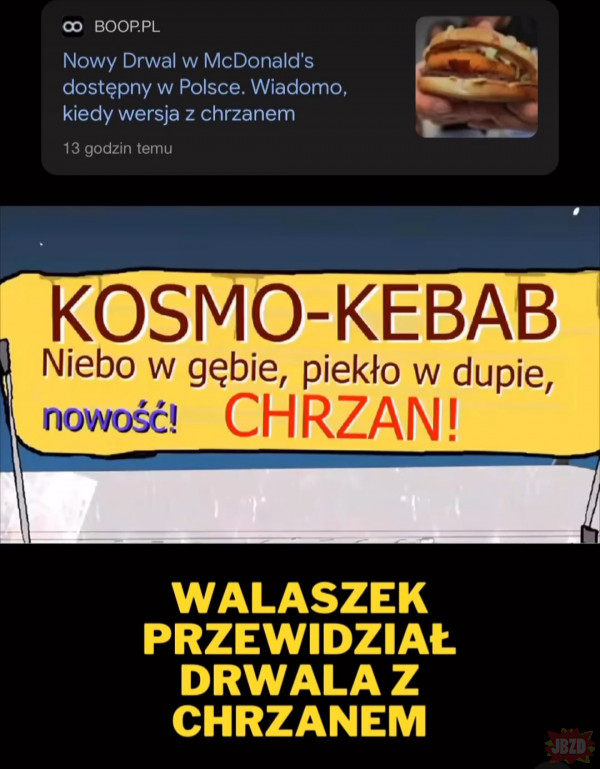 BOOP.PL
Nowy Drwal w McDonald's
dostępny w Polsce. Wiadomo,
kiedy wersja z chrzanem
13 godzin temu
KOSMO-KEBAB
Niebo w gębie, piekło w dupie,
nowość! CHRZAN!
WALASZEK
PRZEWIDZIAŁ
DRWALA Z
CHRZANEM
JBZD